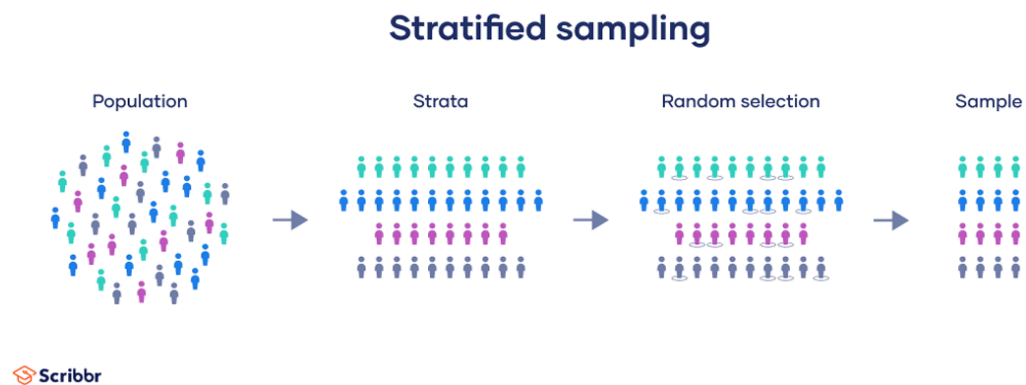 Stratified sampling
Population
Strata
Random selection
Sample
Scribbr